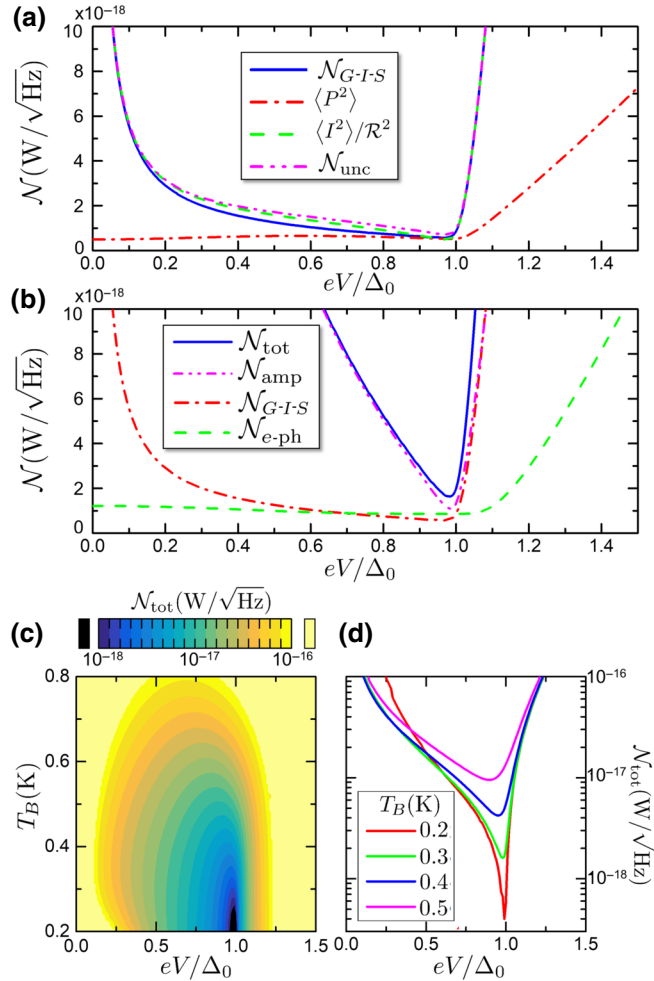 (a)
×10⁻¹⁸
10
8
6
4
2
0
𝒩(W/√Hz)
𝒩_G-I-S
⟨P²⟩
⟨I²⟩/ℛ²
𝒩_unc
0.0 0.2 0.4 0.6 0.8 1.0 1.2 1.4
eV/Δ₀
(b)
×10⁻¹⁸
10
8
6
4
2
0
𝒩(W/√Hz)
𝒩_tot
𝒩_amp
𝒩_G-I-S
𝒩_e-ph
0.0 0.2 0.4 0.6 0.8 1.0 1.2 1.4
eV/Δ₀
(c)
𝒩_tot(W/√Hz)
10⁻¹⁸ 10⁻¹⁷ 10⁻¹⁶
0.8
0.6
0.4
0.2
T_B(K)
0.0 0.5 1.0 1.5
eV/Δ₀
(d)
10⁻¹⁶
10⁻¹⁷
10⁻¹⁸
𝒩_tot(W/√Hz)
T_B(K)
0.2
0.3
0.4
0.5
0.0 0.5 1.0 1.5
eV/Δ₀